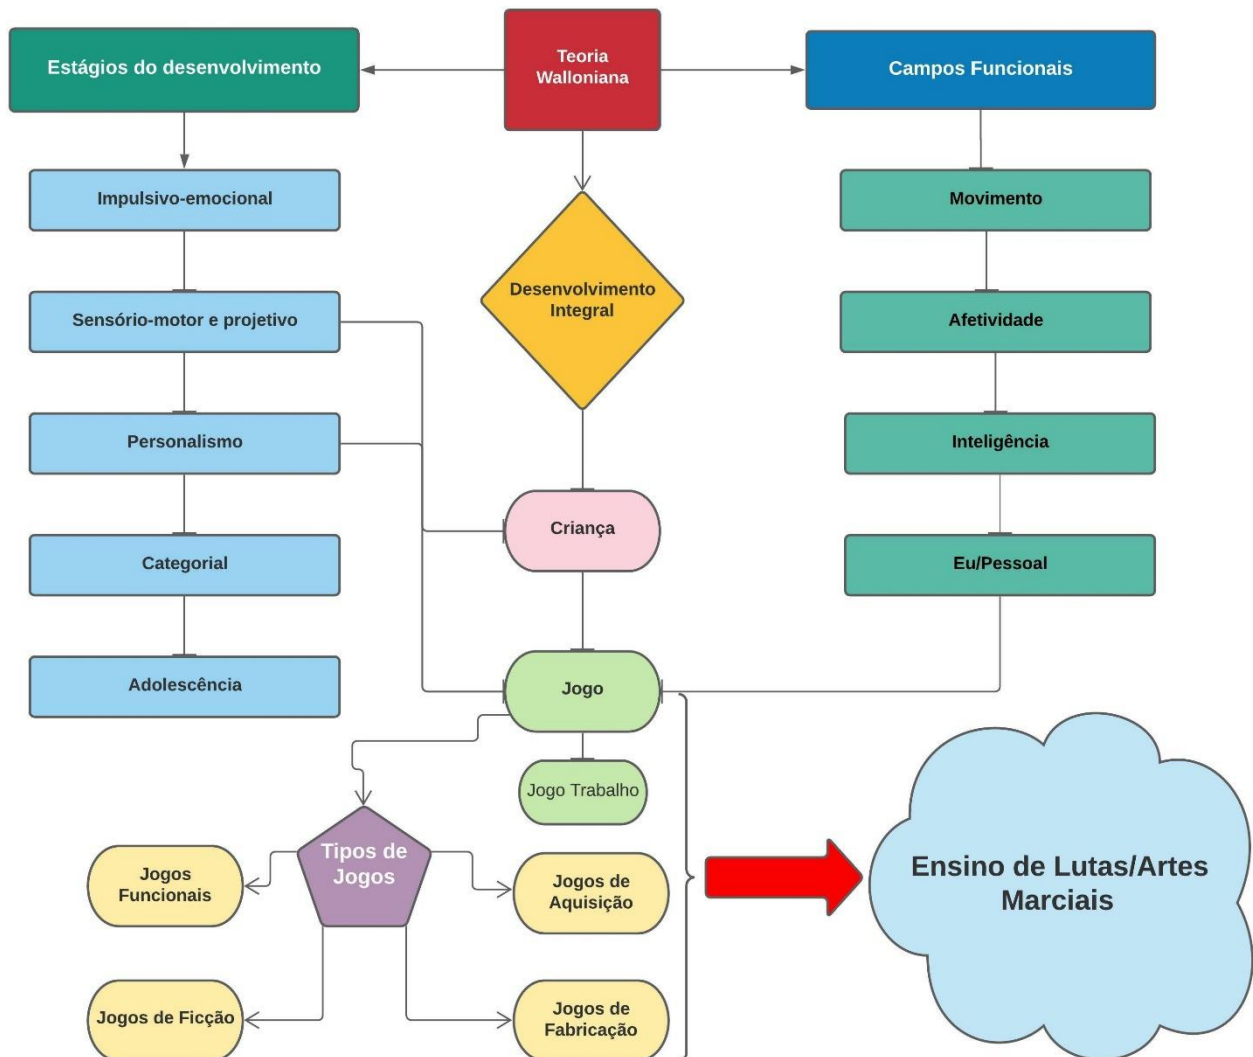 Estágios do desenvolvimento
Teoria
Walloniana
Campos Funcionais
Impulsivo-emocional
Movimento
Desenvolvimento
Integral
Sensório-motor e projetivo
Afetividade
Personalismo
Inteligência
Criança
Categorial
Eu/Pessoal
Adolescência
Jogo
Jogo Trabalho
Tipos de
Jogos
Jogos
Funcionais
Jogos de
Aquisição
Ensino de Lutas/Artes
Marciais
Jogos de Ficção
Jogos de
Fabricação